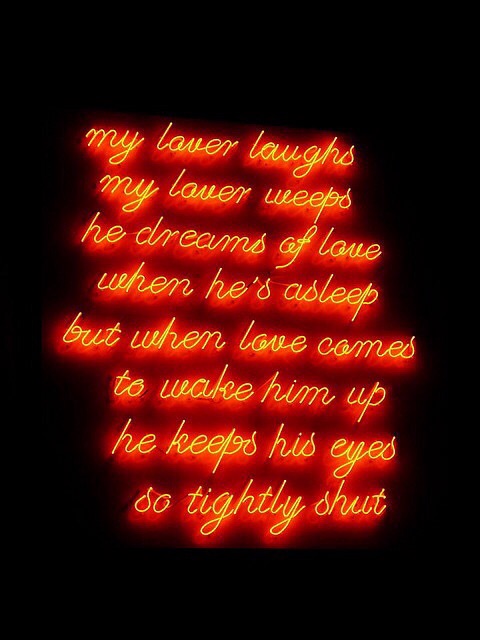 my lover laughs
my lover weeps
he dreams of love
when he's asleep
but when love comes
to wake him up
he keeps his eyes
so tightly shut